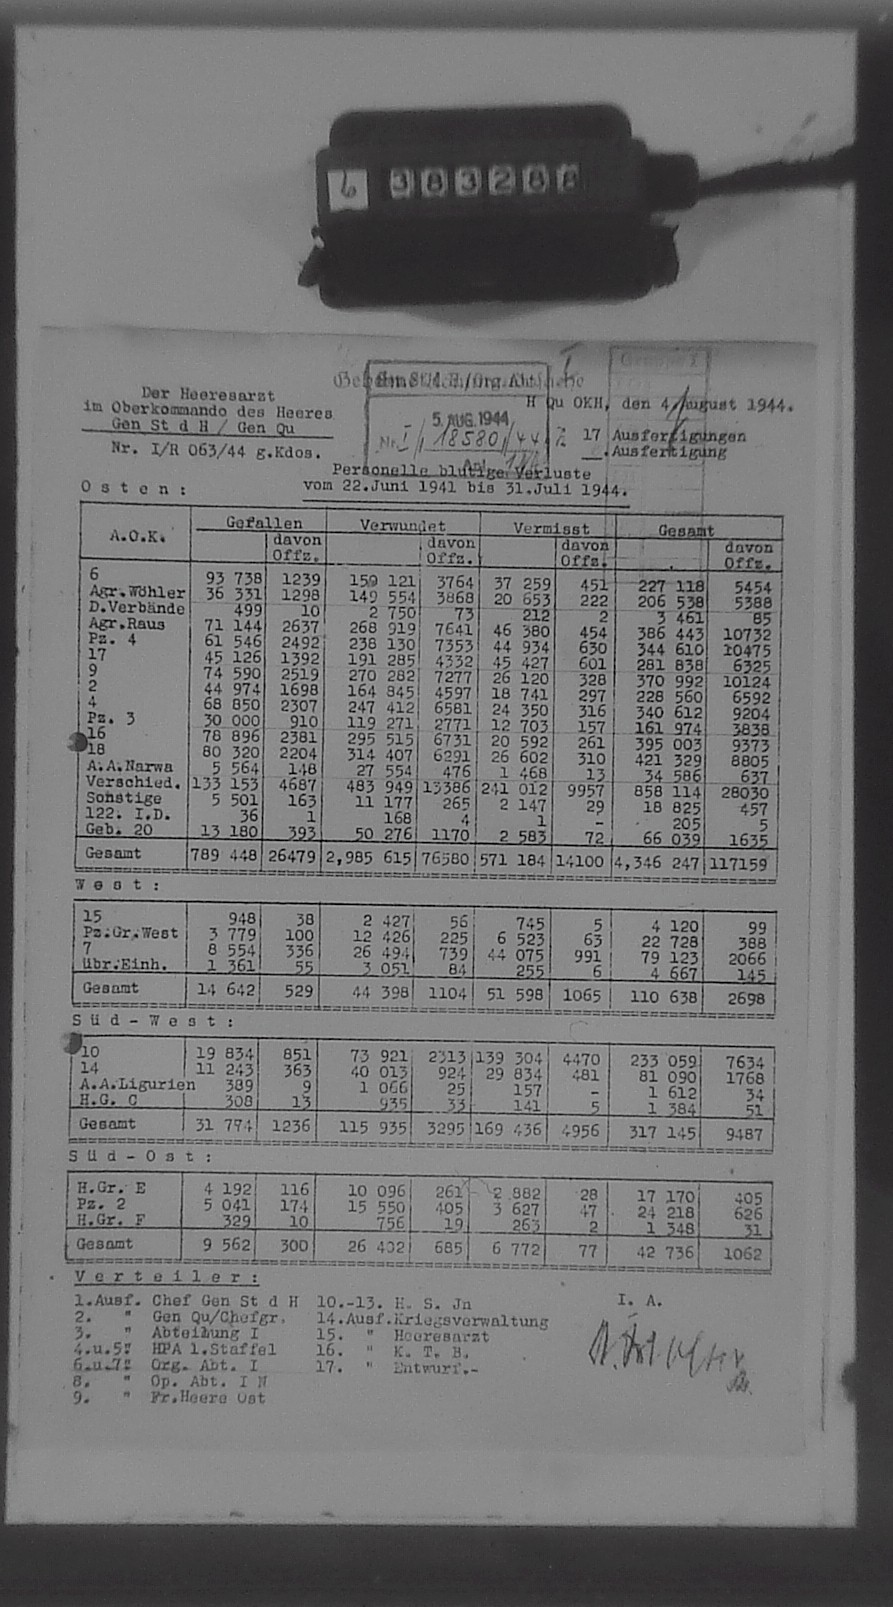 6 383288
Der Heeresarzt
im Oberkommando des Heeres
Gen St d H / Gen Qu
Nr. I/R 063/44 g.Kdos.
H Qu OKH, den 4.August 1944.
5. AUG. 1944
Nr. I/ 18580/44
17 Ausfertigungen
.Ausfertigung
Personelle blutige Verluste
vom 22.Juni 1941 bis 31.Juli 1944.
Osten:
A.O.K. Gefallen Verwundet Vermisst Gesamt
davon Offz. davon Offz. davon Offz. davon Offz.
6 93 738 1239 150 121 3764 37 259 451 227 118 5454
Agr.Wöhler 36 331 1298 149 554 3868 20 653 222 206 538 5388
D.Verbände 499 10 2 750 73 212 2 3 461 85
Agr.Raus 71 144 2637 268 919 7641 46 380 454 386 443 10732
Pz. 4 61 546 2492 238 130 7353 44 934 630 344 610 10475
17 45 126 1392 191 285 4332 45 427 601 281 838 6325
9 74 590 2519 270 282 7277 26 120 328 370 992 10124
2 44 974 1698 164 845 4597 18 741 297 228 560 6592
4 68 850 2307 247 412 6581 24 350 316 340 612 9204
Pz. 3 30 000 910 119 271 2771 12 703 157 161 974 3838
16 78 896 2381 295 515 6731 20 592 261 395 003 9373
18 80 320 2204 314 407 6291 26 602 310 421 329 8805
A.A.Narwa 5 564 148 27 554 476 1 468 13 34 586 637
Verschied. 133 153 4687 483 949 13386 241 012 9957 858 114 28030
Sonstige 5 501 163 11 177 265 2 147 29 18 825 457
122. I.D. 36 1 168 4 1 - 205 5
Geb. 20 13 180 393 50 276 1170 2 583 72 66 039 1635
Gesamt 789 448 26479 2,985 615 76580 571 184 14100 4,346 247 117159
West:
15 948 38 2 427 56 745 5 4 120 99
Pz.Gr.West 3 779 100 12 426 225 6 523 63 22 728 388
7 8 554 336 26 494 739 44 075 991 79 123 2066
Übr.Einh. 1 361 55 3 051 84 255 6 4 667 145
Gesamt 14 642 529 44 398 1104 51 598 1065 110 638 2698
Süd-West:
10 19 834 851 73 921 2313 139 304 4470 233 059 7634
14 11 243 363 40 013 924 29 834 481 81 090 1768
A.A.Ligurien 389 9 1 066 25 157 - 1 612 34
H.G. C 308 13 935 33 141 5 1 384 51
Gesamt 31 774 1236 115 935 3295 169 436 4956 317 145 9487
Süd-Ost:
H.Gr. E 4 192 116 10 096 261 2 882 28 17 170 405
Pz. 2 5 041 174 15 550 405 3 627 47 24 218 626
H.Gr. F 329 10 756 19 263 2 1 348 31
Gesamt 9 562 300 26 402 685 6 772 77 42 736 1062
Verteiler:
1.Ausf. Chef Gen St d H 10.-13. H. S. Jn I. A.
2. " Gen Qu/Chefgr. 14.Ausf.Kriegsverwaltung
3. " Abteilung I 15. " Heeresarzt
4.u.5." HPA 1.Staffel 16. " K. T. B.
6.u.7." Org. Abt. I 17. " Entwurf.-
8. " Op. Abt. I N
9. " Fr.Heere Ost